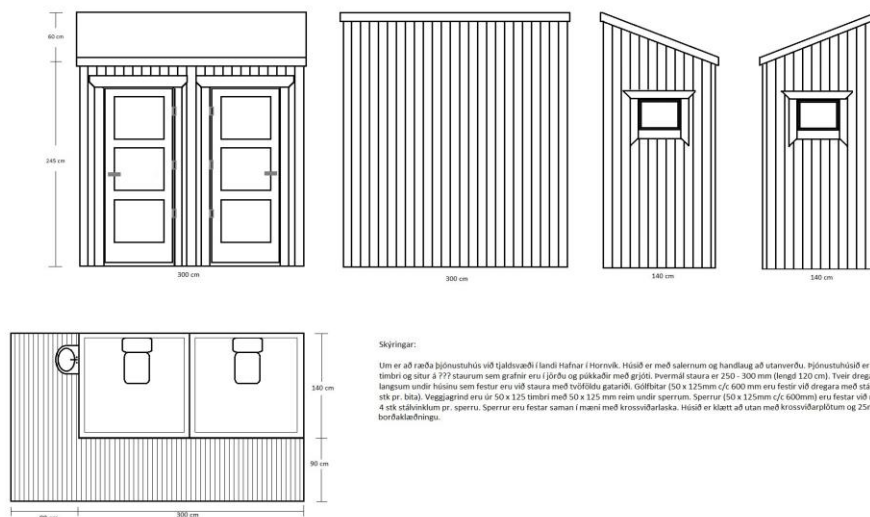 60 cm
245 cm
300 cm
300 cm
140 cm
140 cm
140 cm
90 cm
300 cm
Skýringar:
Um er að ræða þjónustuhús við tjaldsvæði í landi Hafnar í Hornvík. Húsið er með salernum og handlaug að utanverðu. Þjónustuhúsið er
timbri og situr á ??? staurum sem grafnir eru í jörðu og púkkaðir með grjóti. Þvermál staura er 250 - 300 mm (lengd 120 cm). Tveir
langsum undir húsinu sem festur eru við staura með tvöföldu gatariði. Gólfbitar (50 x 125mm c/c 600 mm eru festir við dregara með
stk pr. bita). Veggjagrind eru úr 50 x 125 timbri með 50 x 125 mm reim undir sperrum. Sperrur (50 x 125mm c/c 600mm) eru festar við
4 stk stálvinklum pr. sperru. Sperrur eru festar saman í mæni með krossviðarlaska. Húsið er klætt að utan með krossviðarplötum og
borðaklæðningu.